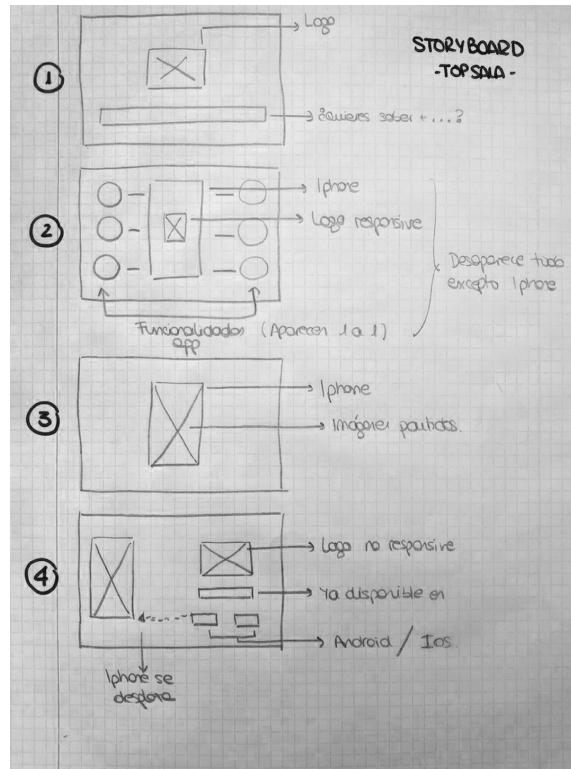 STORYBOARD
-TOPSALA-
1
Logo
¿Quieres saber + ...?
2
Iphone
Logo responsive
Desaparece todo
excepto Iphone
Funcionalidades (Aparecen 1 a 1)
app
3
Iphone
Imágenes partidos.
4
Logo no responsive
Ya disponible en
Android / Ios.
Iphone se
desplaza